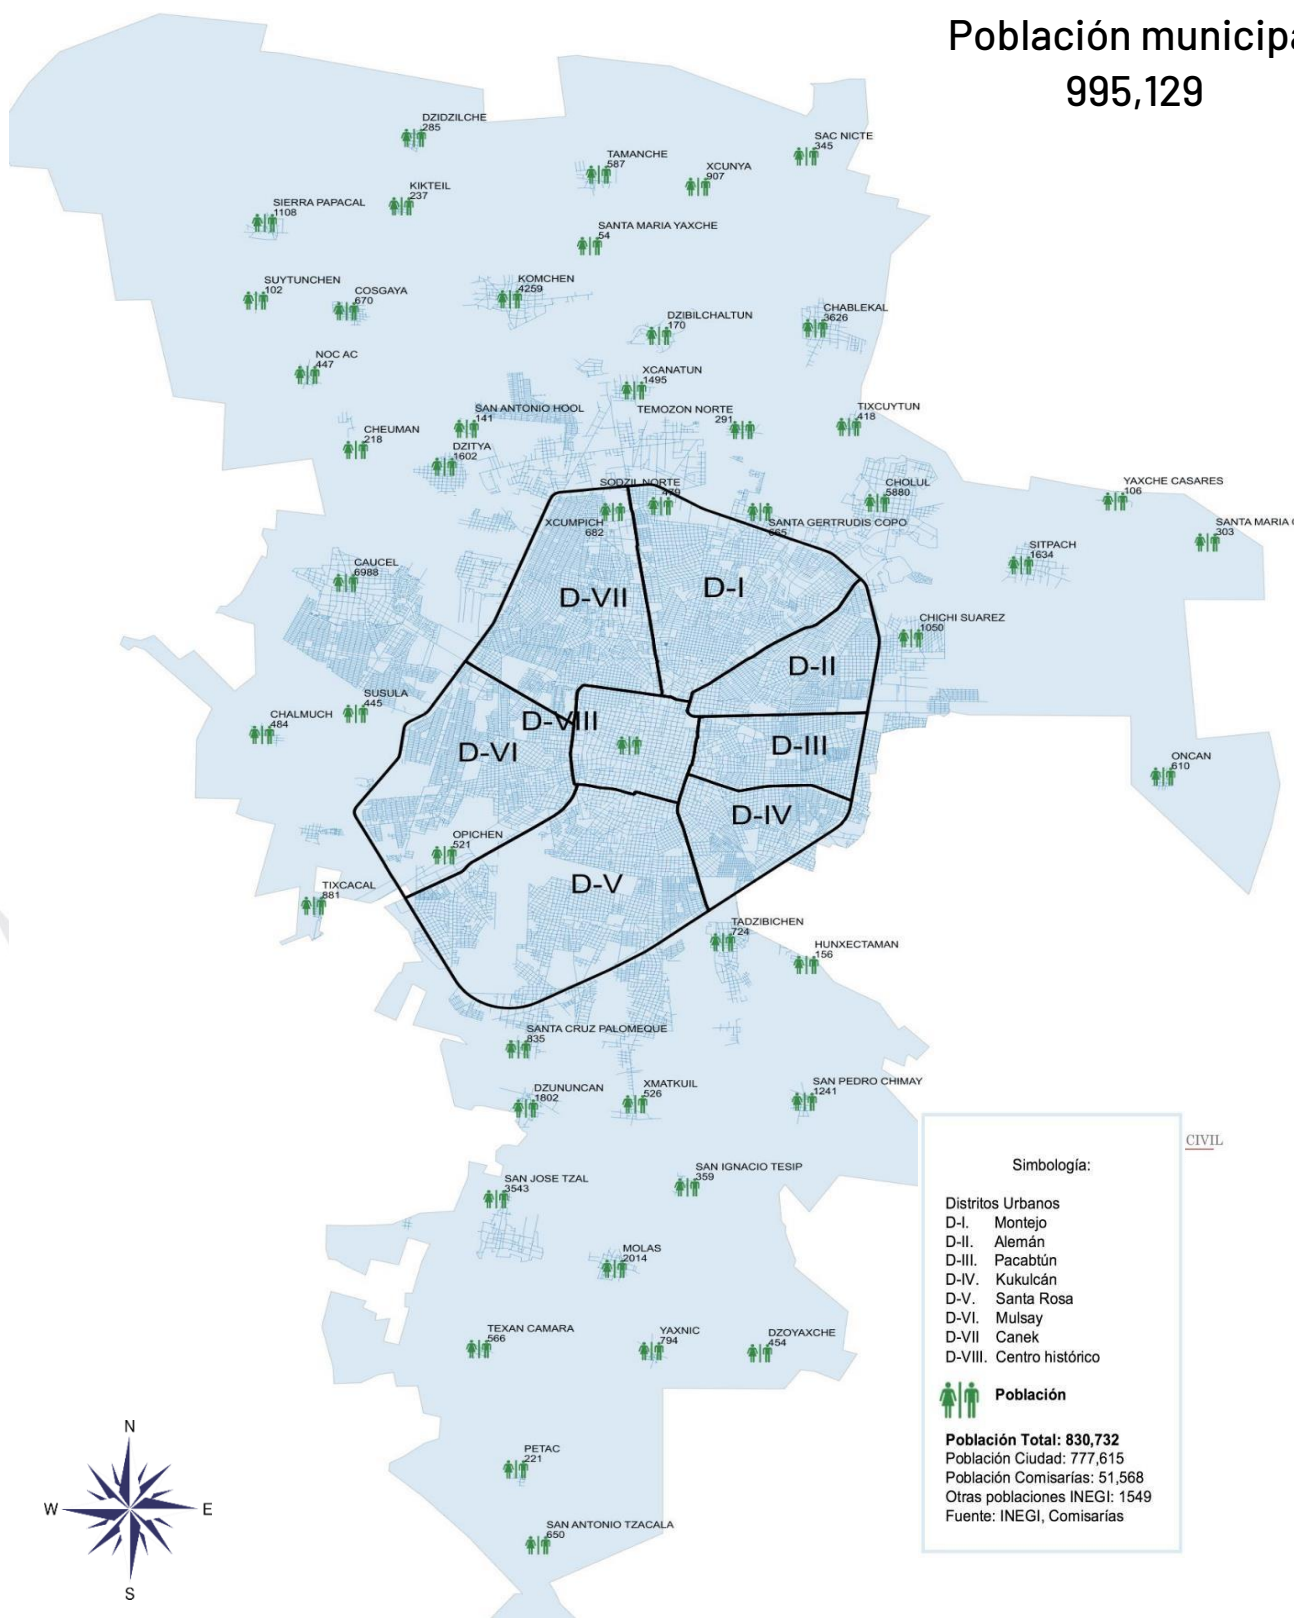 Población municipa
995,129
DZIDZILCHE
285
SAC NICTE
345
TAMANCHE
587
XCUNYA
907
KIKTEIL
237
SIERRA PAPACAL
1108
SANTA MARIA YAXCHE
54
SUYTUNCHEN
102
COSGAYA
670
KOMCHEN
4259
DZIBILCHALTUN
170
CHABLEKAL
3626
NOC AC
447
XCANATUN
1495
SAN ANTONIO HOOL
141
TEMOZON NORTE
291
TIXCUYTUN
418
CHEUMAN
218
DZITYA
1602
SODZIL NORTE
479
CHOLUL
5880
YAXCHE CASARES
106
XCUMPICH
682
SANTA GERTRUDIS COPO
665
SANTA MARIA
303
SITPACH
1634
CAUCEL
6988
D-VII
D-I
CHICHI SUAREZ
1050
D-II
SUSULA
445
CHALMUCH
484
D-VIII
D-VI
D-III
ONCAN
610
D-IV
OPICHEN
521
D-V
TIXCACAL
881
TADZIBICHEN
724
HUNXECTAMAN
156
SANTA CRUZ PALOMEQUE
835
DZUNUNCAN
1802
XMATKUIL
526
SAN PEDRO CHIMAY
1241
SAN JOSE TZAL
3543
SAN IGNACIO TESIP
359
MOLAS
2014
TEXAN CAMARA
566
YAXNIC
794
DZOYAXCHE
454
PETAC
221
SAN ANTONIO TZACALA
650
N
W
E
S
CIVIL
Simbología:
Distritos Urbanos
D-I. Montejo
D-II. Alemán
D-III. Pacabtún
D-IV. Kukulcán
D-V. Santa Rosa
D-VI. Mulsay
D-VII Canek
D-VIII. Centro histórico
Población
Población Total: 830,732
Población Ciudad: 777,615
Población Comisarías: 51,568
Otras poblaciones INEGI: 1549
Fuente: INEGI, Comisarías